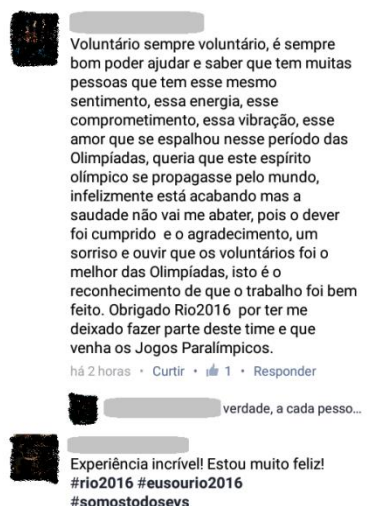 Voluntário sempre voluntário, é sempre
bom poder ajudar e saber que tem muitas
pessoas que tem esse mesmo
sentimento, essa energia, esse
comprometimento, essa vibração, esse
amor que se espalhou nesse período das
Olimpíadas, queria que este espírito
olímpico se propagasse pelo mundo,
infelizmente está acabando mas a
saudade não vai me abater, pois o dever
foi cumprido e o agradecimento, um
sorriso e ouvir que os voluntários foi o
melhor das Olimpíadas, isto é o
reconhecimento de que o trabalho foi bem
feito. Obrigado Rio2016 por ter me
deixado fazer parte deste time e que
venha os Jogos Paralímpicos.
há 2 horas · Curtir · 1 · Responder
verdade, a cada pesso...
Experiência incrível! Estou muito feliz!
#rio2016 #eusourio2016
#somostodosevs